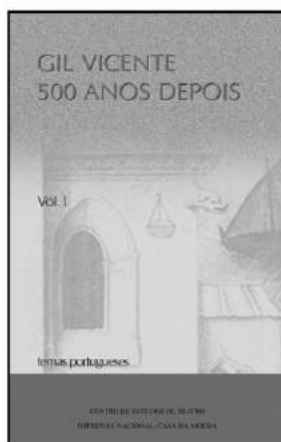 GIL VICENTE
500 ANOS DEPOIS
Vol. I
temas portugueses
CENTRO DE ESTUDOS DE TEATRO
IMPRENSA NACIONAL-CASA DA MOEDA